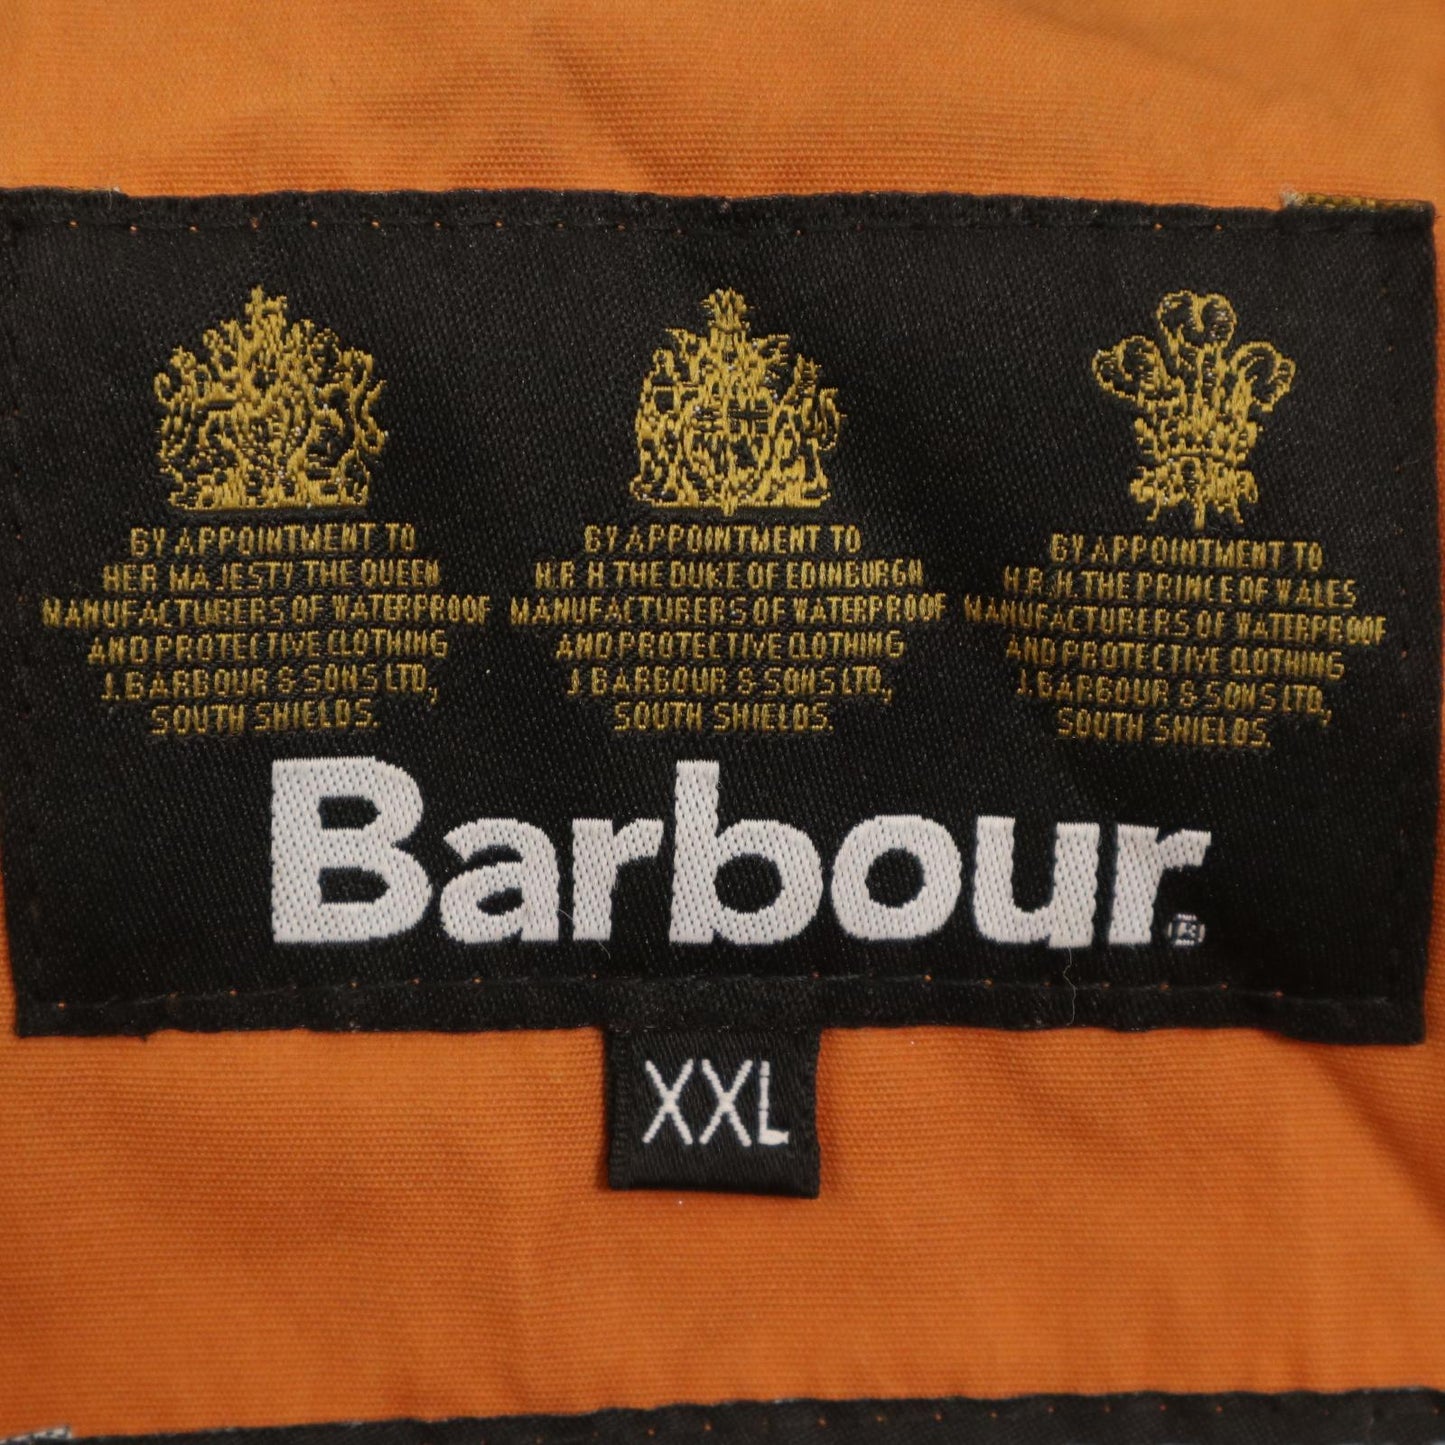 BY APPOINTMENT TO
HER MAJESTY THE QUEEN
MANUFACTURERS OF WATERPROOF
AND PROTECTIVE CLOTHING
J. BARBOUR & SONS LTD.,
SOUTH SHIELDS.
BY APPOINTMENT TO
H.R.H. THE DUKE OF EDINBURGH
MANUFACTURERS OF WATERPROOF
AND PROTECTIVE CLOTHING
J. BARBOUR & SONS LTD.,
SOUTH SHIELDS.
BY APPOINTMENT TO
H.R.H. THE PRINCE OF WALES
MANUFACTURERS OF WATERPROOF
AND PROTECTIVE CLOTHING
J. BARBOUR & SONS LTD.,
SOUTH SHIELDS.
Barbour®
XXL